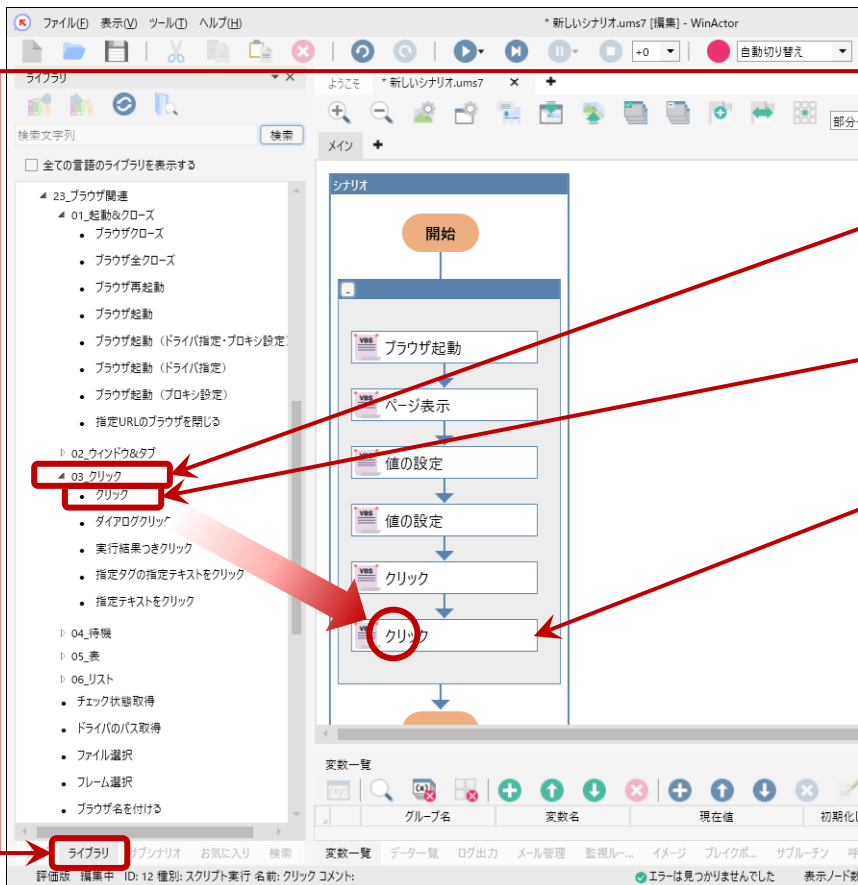 ファイル(F) 表示(V) ツール(T) ヘルプ(H)
* 新しいシナリオ.ums7 [編集] - WinActor
+0
自動切り替え
ライブラリ
ようこそ
* 新しいシナリオ.ums7
検索文字列
検索
部分
メイン
全ての言語のライブラリを表示する
23_ブラウザ関連
01_起動&クローズ
ブラウザクローズ
ブラウザ全クローズ
ブラウザ再起動
ブラウザ起動
ブラウザ起動（ドライバ指定・プロキシ設定
ブラウザ起動（ドライバ指定）
ブラウザ起動（プロキシ設定）
指定URLのブラウザを閉じる
02_ウィンドウ&タブ
03_クリック
クリック
ダイアログクリック
実行結果つきクリック
指定タグの指定テキストをクリック
指定テキストをクリック
04_待機
05_表
06_リスト
チェック状態取得
ドライバのパス取得
ファイル選択
フレーム選択
ブラウザ名を付ける
シナリオ
開始
VBS ブラウザ起動
VBS ページ表示
VBS 値の設定
VBS 値の設定
VBS クリック
VBS クリック
変数一覧
グループ名 変数名 現在値 初期化
ライブラリ サブシナリオ お気に入り 検索
変数一覧 データ一覧 ログ出力 メール管理 監視ルー... イメージ ブレイクポ... サブルーチン 呼
評価版 編集中 ID: 12 種別: スクリプト実行 名前: クリック コメント:
エラーは見つかりませんでした 表示ノード数